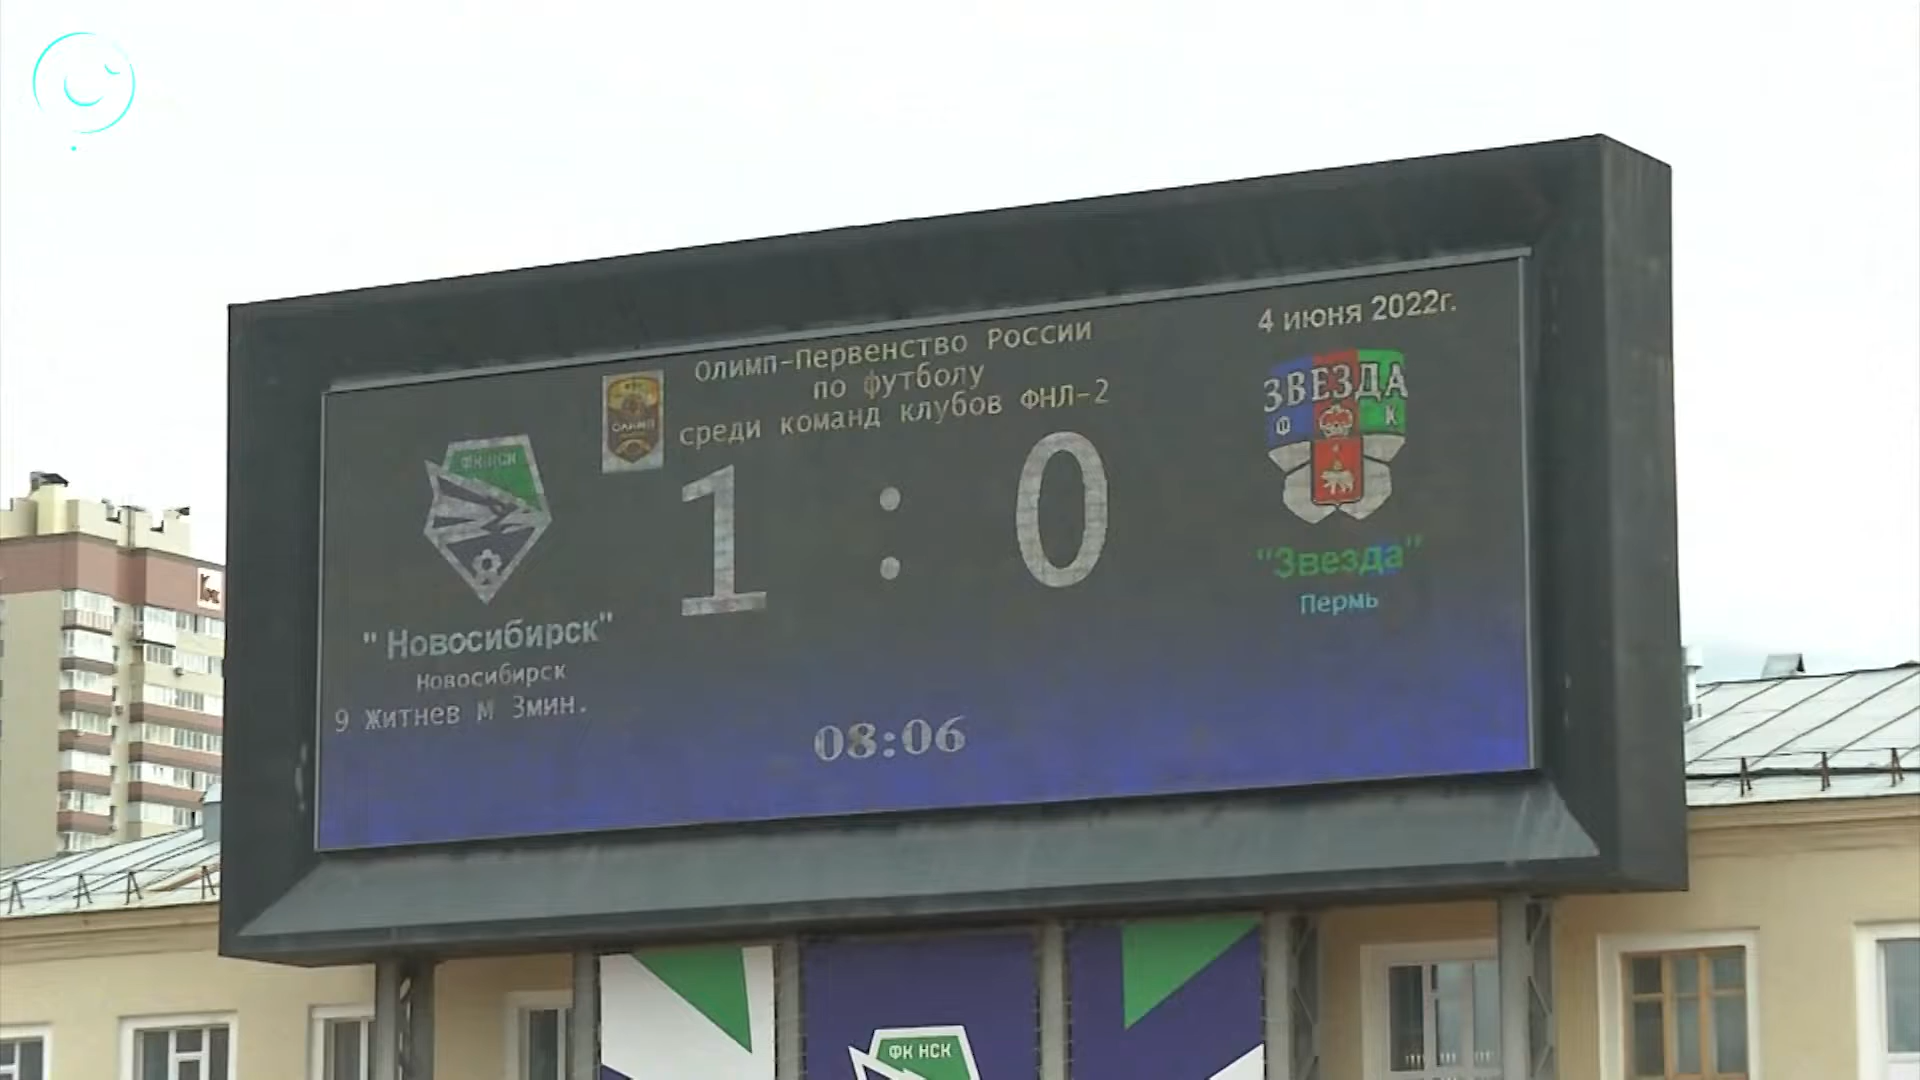 4 июня 2022г.
Олимп-Первенство России
по футболу
среди команд клубов ФНЛ-2
ОЛИМП
ФК НСК
1 : 0
ЗВЕЗДА
Ф К
"Звезда"
Пермь
" Новосибирск"
Новосибирск
9 Житнев М 3мин.
08:06
ФК НСК